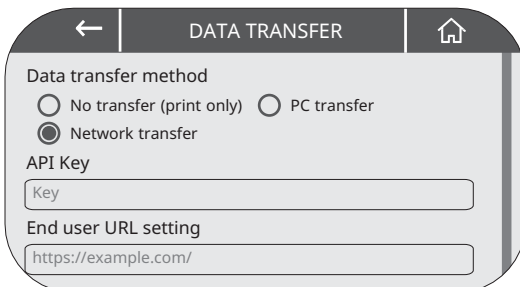 DATA TRANSFER
Data transfer method
No transfer (print only) PC transfer
Network transfer
API Key
Key
End user URL setting
https://example.com/